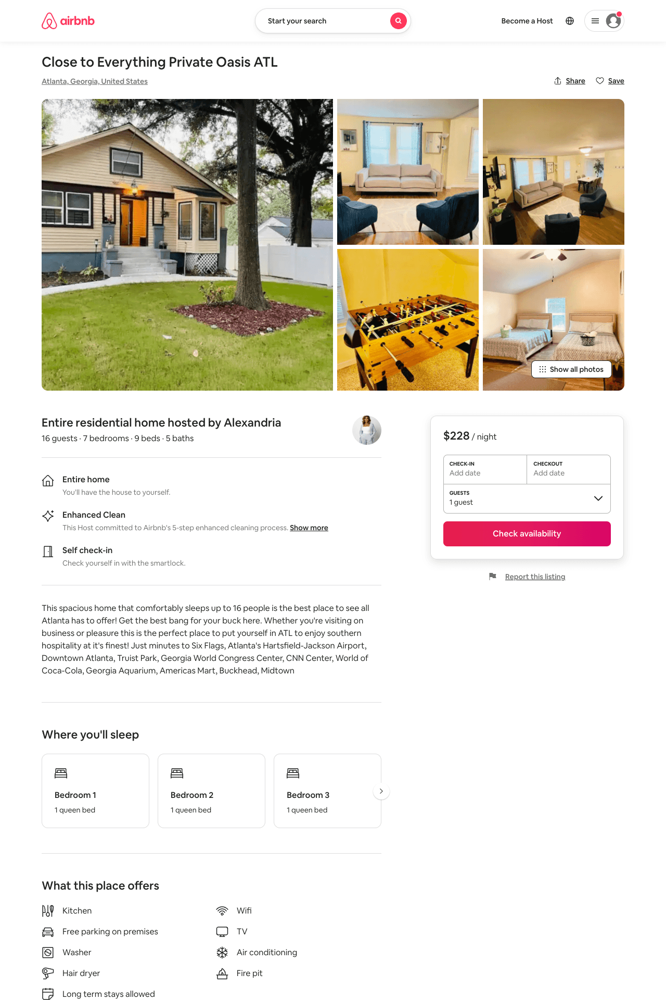 airbnb
Start your search
Become a Host
Close to Everything Private Oasis ATL
Atlanta, Georgia, United States
Share
Save
Show all photos
Entire residential home hosted by Alexandria
16 guests · 7 bedrooms · 9 beds · 5 baths
$228 / night
CHECK-IN
Add date
CHECKOUT
Add date
GUESTS
1 guest
Check availability
Report this listing
Entire home
You'll have the house to yourself.
Enhanced Clean
This Host committed to Airbnb's 5-step enhanced cleaning process. Show more
Self check-in
Check yourself in with the smartlock.
This spacious home that comfortably sleeps up to 16 people is the best place to see all
Atlanta has to offer! Get the best bang for your buck here. Whether you're visiting on
business or pleasure this is the perfect place to put yourself in ATL to enjoy southern
hospitality at it's finest! Just minutes to Six Flags, Atlanta's Hartsfield-Jackson Airport,
Downtown Atlanta, Truist Park, Georgia World Congress Center, CNN Center, World of
Coca-Cola, Georgia Aquarium, Americas Mart, Buckhead, Midtown
Where you'll sleep
Bedroom 1
1 queen bed
Bedroom 2
1 queen bed
Bedroom 3
1 queen bed
What this place offers
Kitchen
Wifi
Free parking on premises
TV
Washer
Air conditioning
Hair dryer
Fire pit
Long term stays allowed